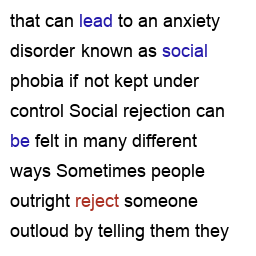 that can lead to an anxiety
disorder known as social
phobia if not kept under
control Social rejection can
be felt in many different
ways Sometimes people
outright reject someone
outloud by telling them they